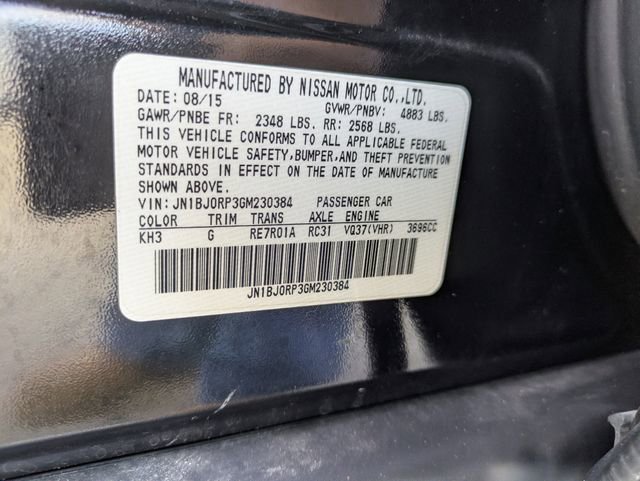 MANUFACTURED BY NISSAN MOTOR CO.,LTD.
DATE: 08/15 GVWR/PNBV: 4883 LBS.
GAWR/PNBE FR: 2348 LBS. RR: 2568 LBS.
THIS VEHICLE CONFORMS TO ALL APPLICABLE FEDERAL
MOTOR VEHICLE SAFETY,BUMPER,AND THEFT PREVENTION
STANDARDS IN EFFECT ON THE DATE OF MANUFACTURE
SHOWN ABOVE.
VIN: JN1BJ0RP3GM230384 PASSENGER CAR
COLOR TRIM TRANS AXLE ENGINE
KH3 G RE7R01A RC31 VQ37(VHR) 3696CC
JN1BJ0RP3GM230384